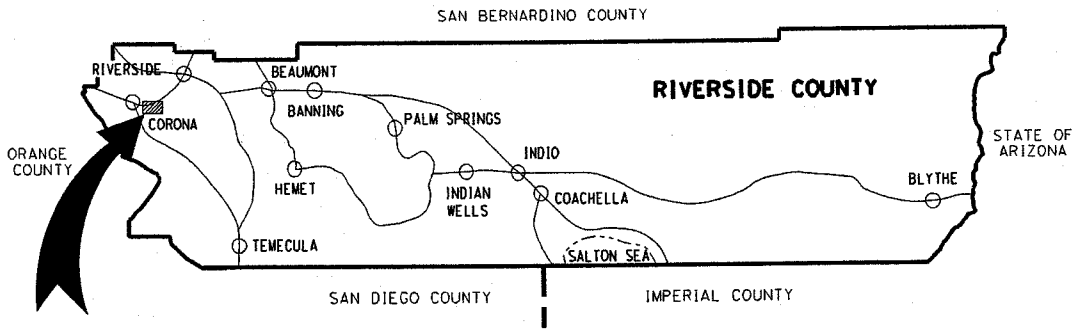 SAN BERNARDINO COUNTY
RIVERSIDE
BEAUMONT
BANNING
RIVERSIDE COUNTY
CORONA
PALM SPRINGS
STATE OF
ARIZONA
ORANGE
COUNTY
HEMET
INDIAN
WELLS
INDIO
COACHELLA
BLYTHE
TEMECULA
SALTON SEA
SAN DIEGO COUNTY
IMPERIAL COUNTY